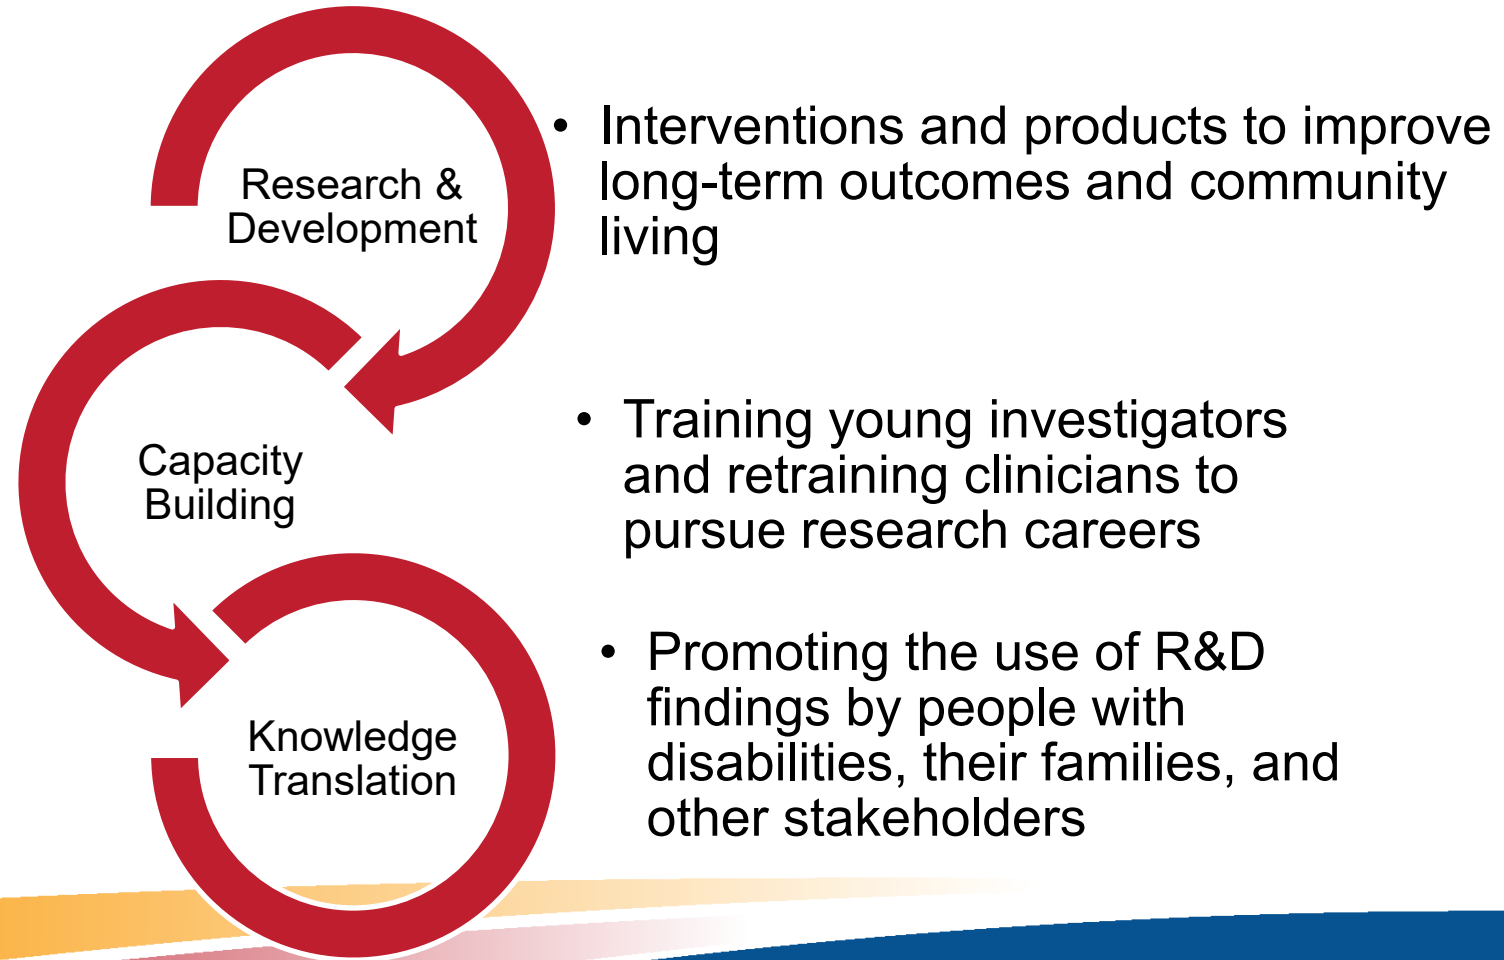 Research &
Development
• Interventions and products to improve
long-term outcomes and community
living
Capacity
Building
• Training young investigators
and retraining clinicians to
pursue research careers
Knowledge
Translation
• Promoting the use of R&D
findings by people with
disabilities, their families, and
other stakeholders